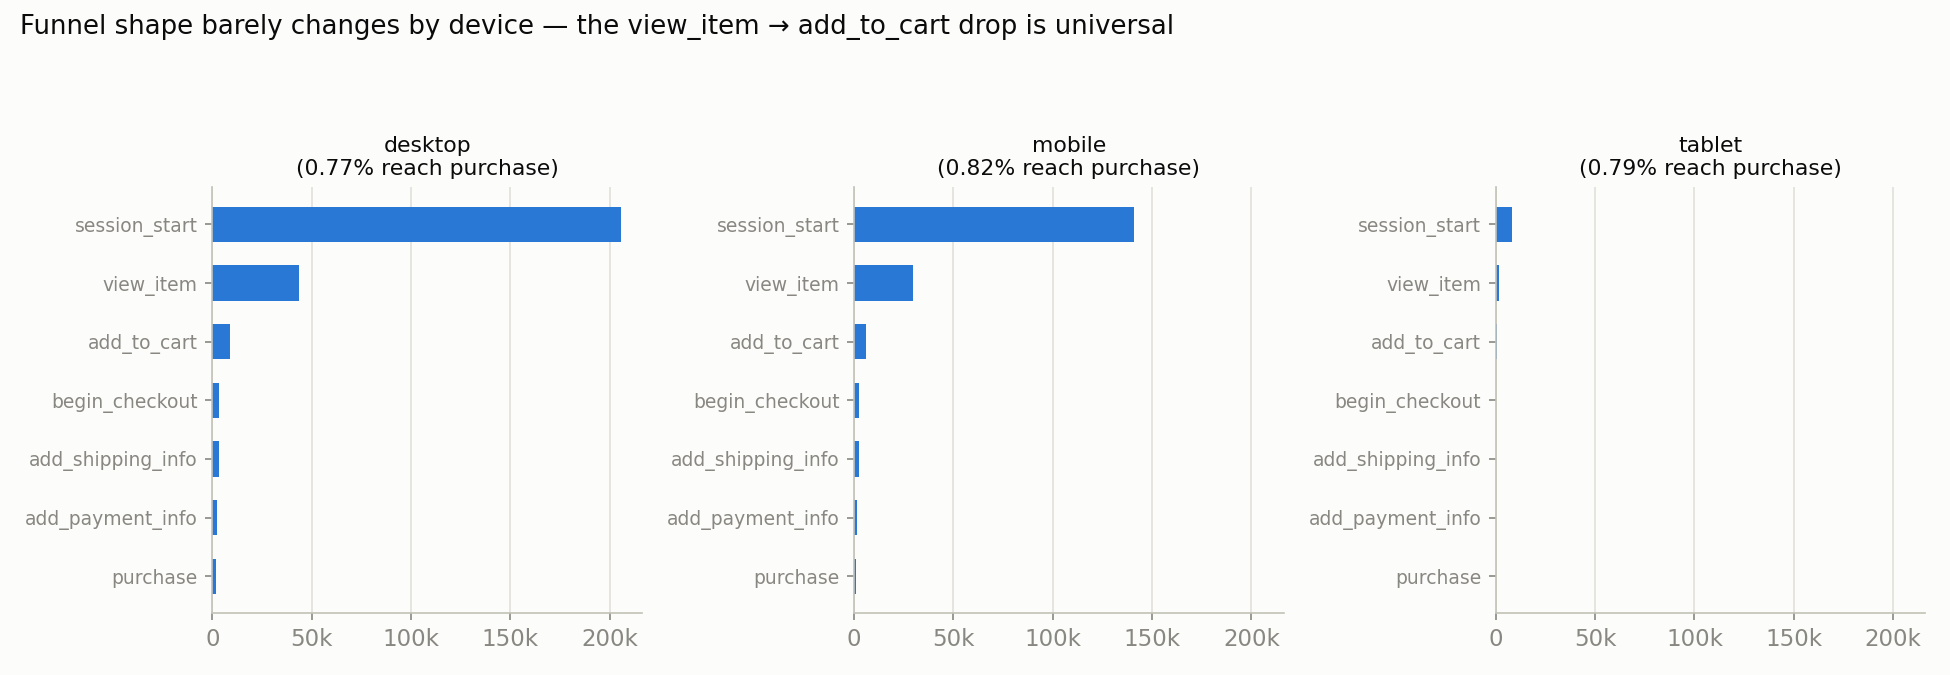 Funnel shape barely changes by device — the view_item → add_to_cart drop is universal
desktop
(0.77% reach purchase)
session_start
view_item
add_to_cart
begin_checkout
add_shipping_info
add_payment_info
purchase
0 50k 100k 150k 200k
mobile
(0.82% reach purchase)
session_start
view_item
add_to_cart
begin_checkout
add_shipping_info
add_payment_info
purchase
0 50k 100k 150k 200k
tablet
(0.79% reach purchase)
session_start
view_item
add_to_cart
begin_checkout
add_shipping_info
add_payment_info
purchase
0 50k 100k 150k 200k